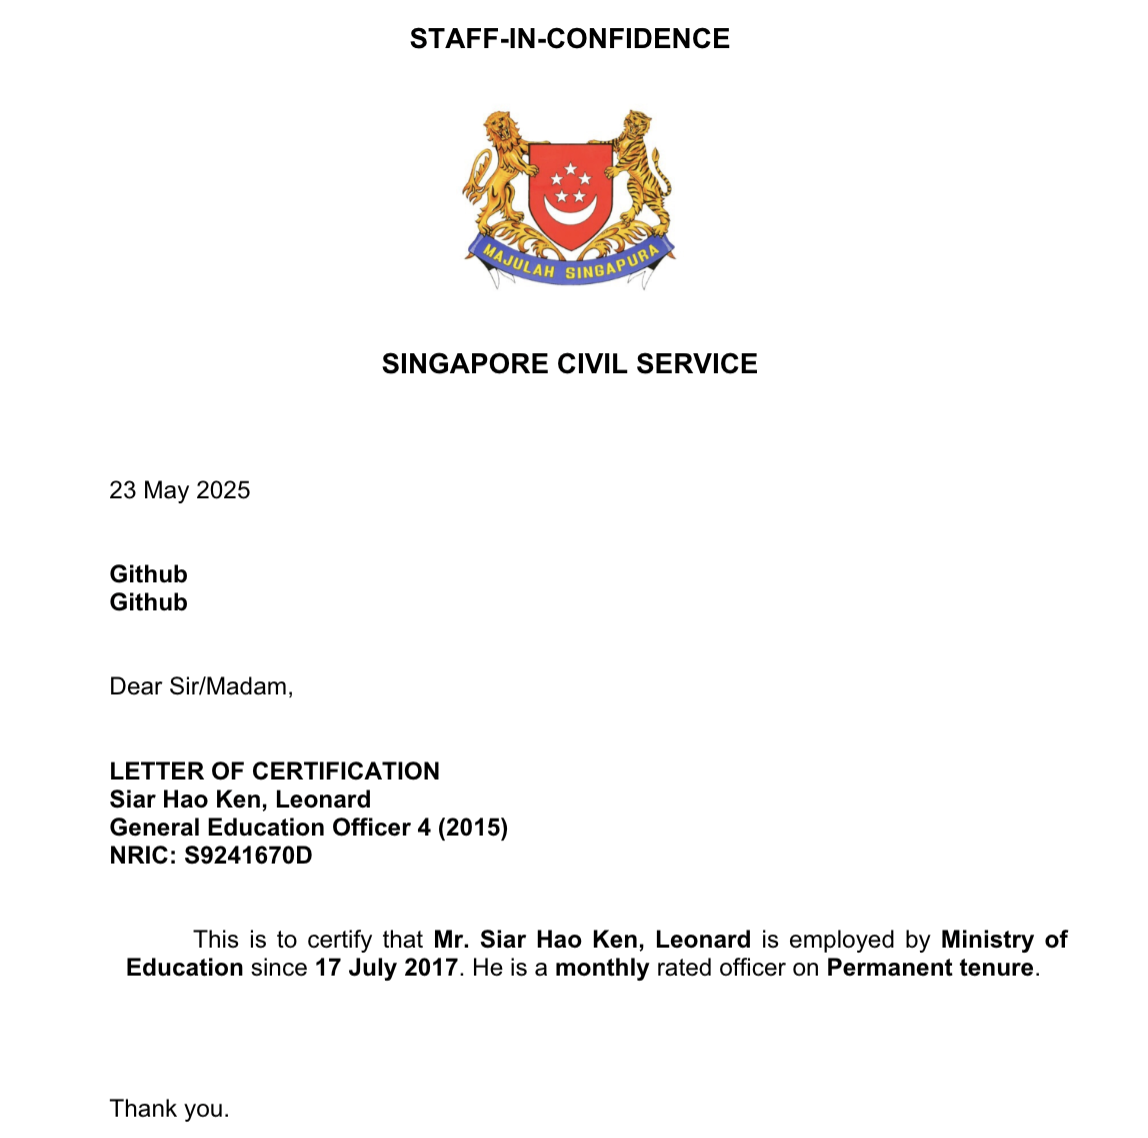 STAFF-IN-CONFIDENCE
MAJULAH SINGAPURA
SINGAPORE CIVIL SERVICE
23 May 2025
Github
Github
Dear Sir/Madam,
LETTER OF CERTIFICATION
Siar Hao Ken, Leonard
General Education Officer 4 (2015)
NRIC: S9241670D
This is to certify that Mr. Siar Hao Ken, Leonard is employed by Ministry of
Education since 17 July 2017. He is a monthly rated officer on Permanent tenure.
Thank you.